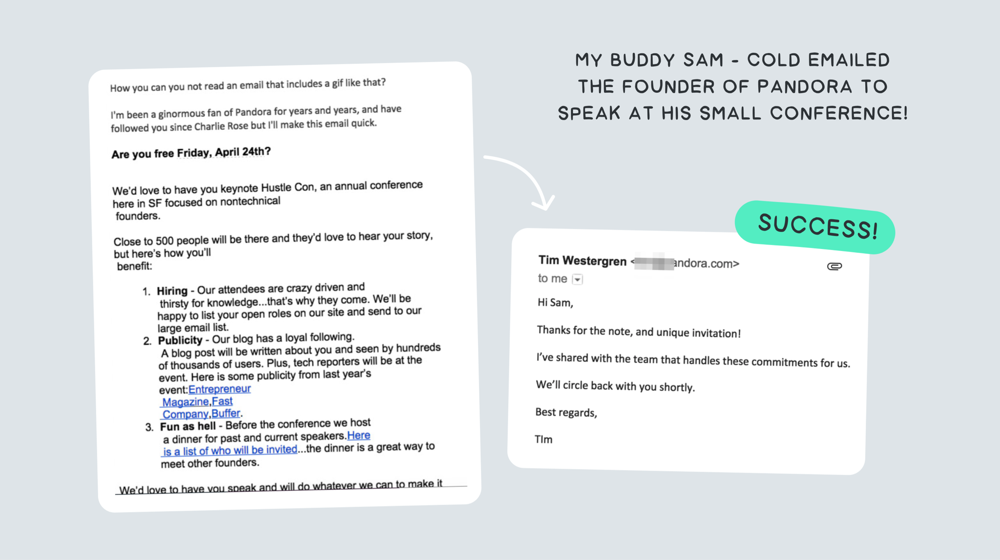 MY BUDDY SAM - COLD EMAILED
THE FOUNDER OF PANDORA TO
SPEAK AT HIS SMALL CONFERENCE!
How you can you not read an email that includes a gif like that?
I'm been a ginormous fan of Pandora for years and years, and have
followed you since Charlie Rose but I'll make this email quick.
Are you free Friday, April 24th?
We'd love to have you keynote Hustle Con, an annual conference
here in SF focused on nontechnical
founders.
Close to 500 people will be there and they'd love to hear your story,
but here's how you'll
benefit:
1. Hiring - Our attendees are crazy driven and
thirsty for knowledge...that's why they come. We'll be
happy to list your open roles on our site and send to our
large email list.
2. Publicity - Our blog has a loyal following.
A blog post will be written about you and seen by hundreds
of thousands of users. Plus, tech reporters will be at the
event. Here is some publicity from last year's
event:Entrepreneur
Magazine,Fast
Company,Buffer.
3. Fun as hell - Before the conference we host
a dinner for past and current speakers.Here
is a list of who will be invited...the dinner is a great way to
meet other founders.
We'd love to have you speak and will do whatever we can to make it
SUCCESS!
Tim Westergren < andora.com>
to me
Hi Sam,
Thanks for the note, and unique invitation!
I've shared with the team that handles these commitments for us.
We'll circle back with you shortly.
Best regards,
TIm